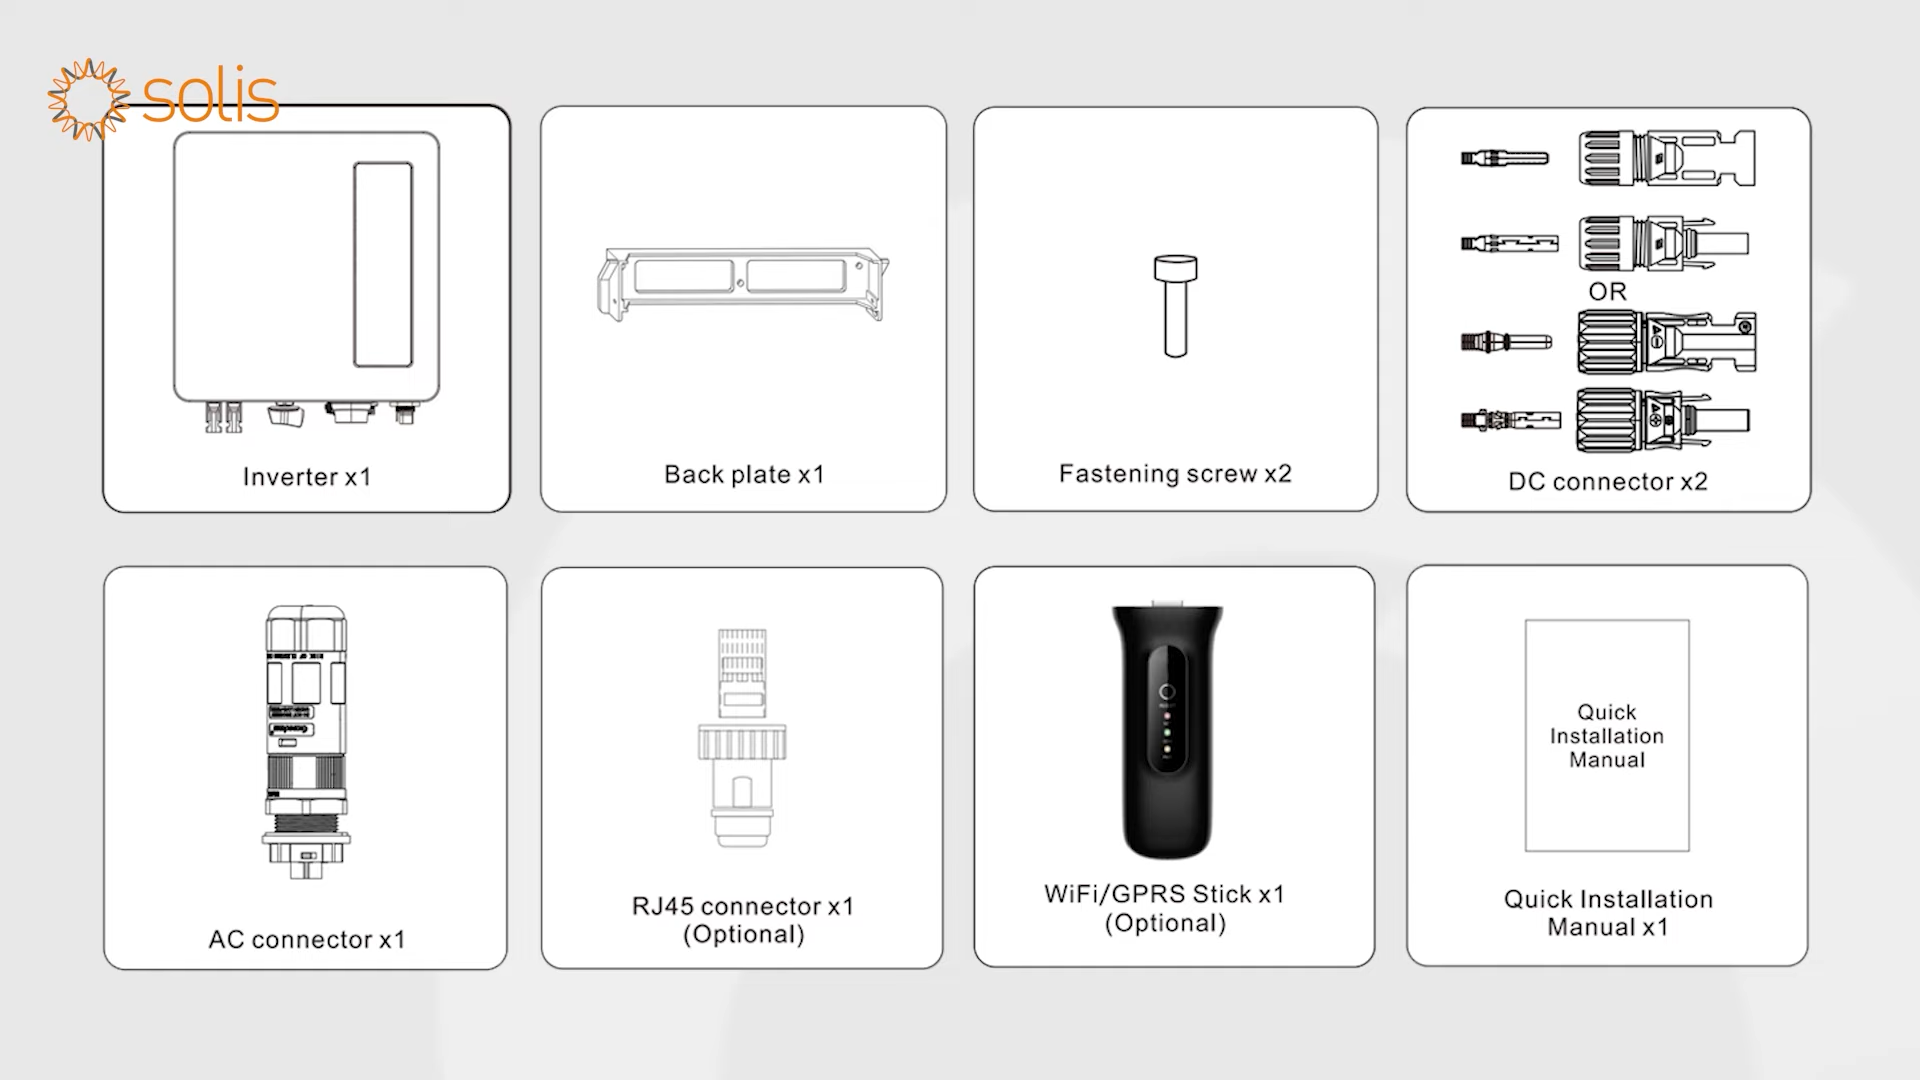 solis
Inverter x1
Back plate x1
Fastening screw x2
OR
DC connector x2
AC connector x1
RJ45 connector x1
(Optional)
WiFi/GPRS Stick x1
(Optional)
Quick
Installation
Manual
Quick Installation
Manual x1